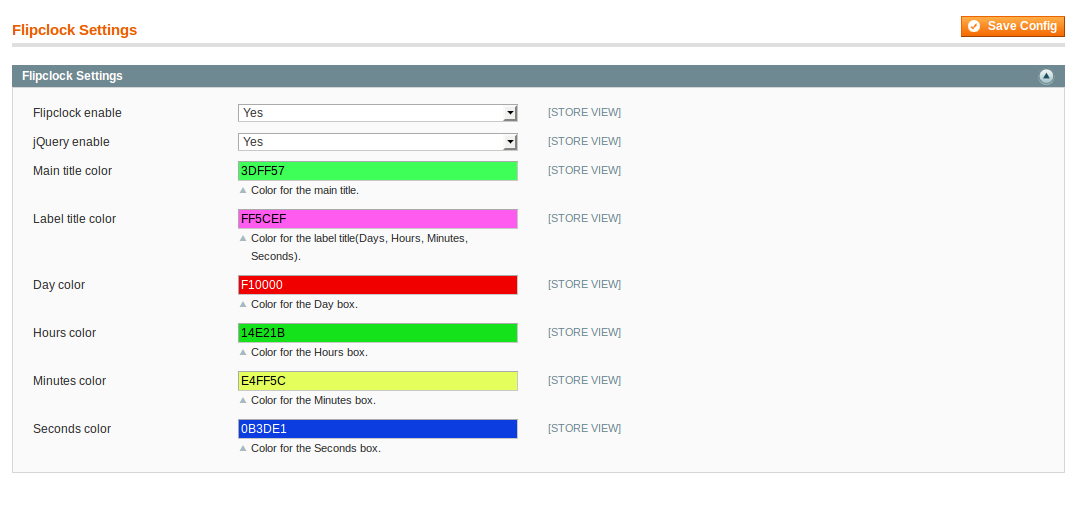 Flipclock Settings
Save Config
Flipclock Settings
Flipclock enable Yes [STORE VIEW]
jQuery enable Yes [STORE VIEW]
Main title color 3DFF57 [STORE VIEW]
Color for the main title.
Label title color FF5CEF [STORE VIEW]
Color for the label title(Days, Hours, Minutes,
Seconds).
Day color F10000 [STORE VIEW]
Color for the Day box.
Hours color 14E21B [STORE VIEW]
Color for the Hours box.
Minutes color E4FF5C [STORE VIEW]
Color for the Minutes box.
Seconds color 0B3DE1 [STORE VIEW]
Color for the Seconds box.